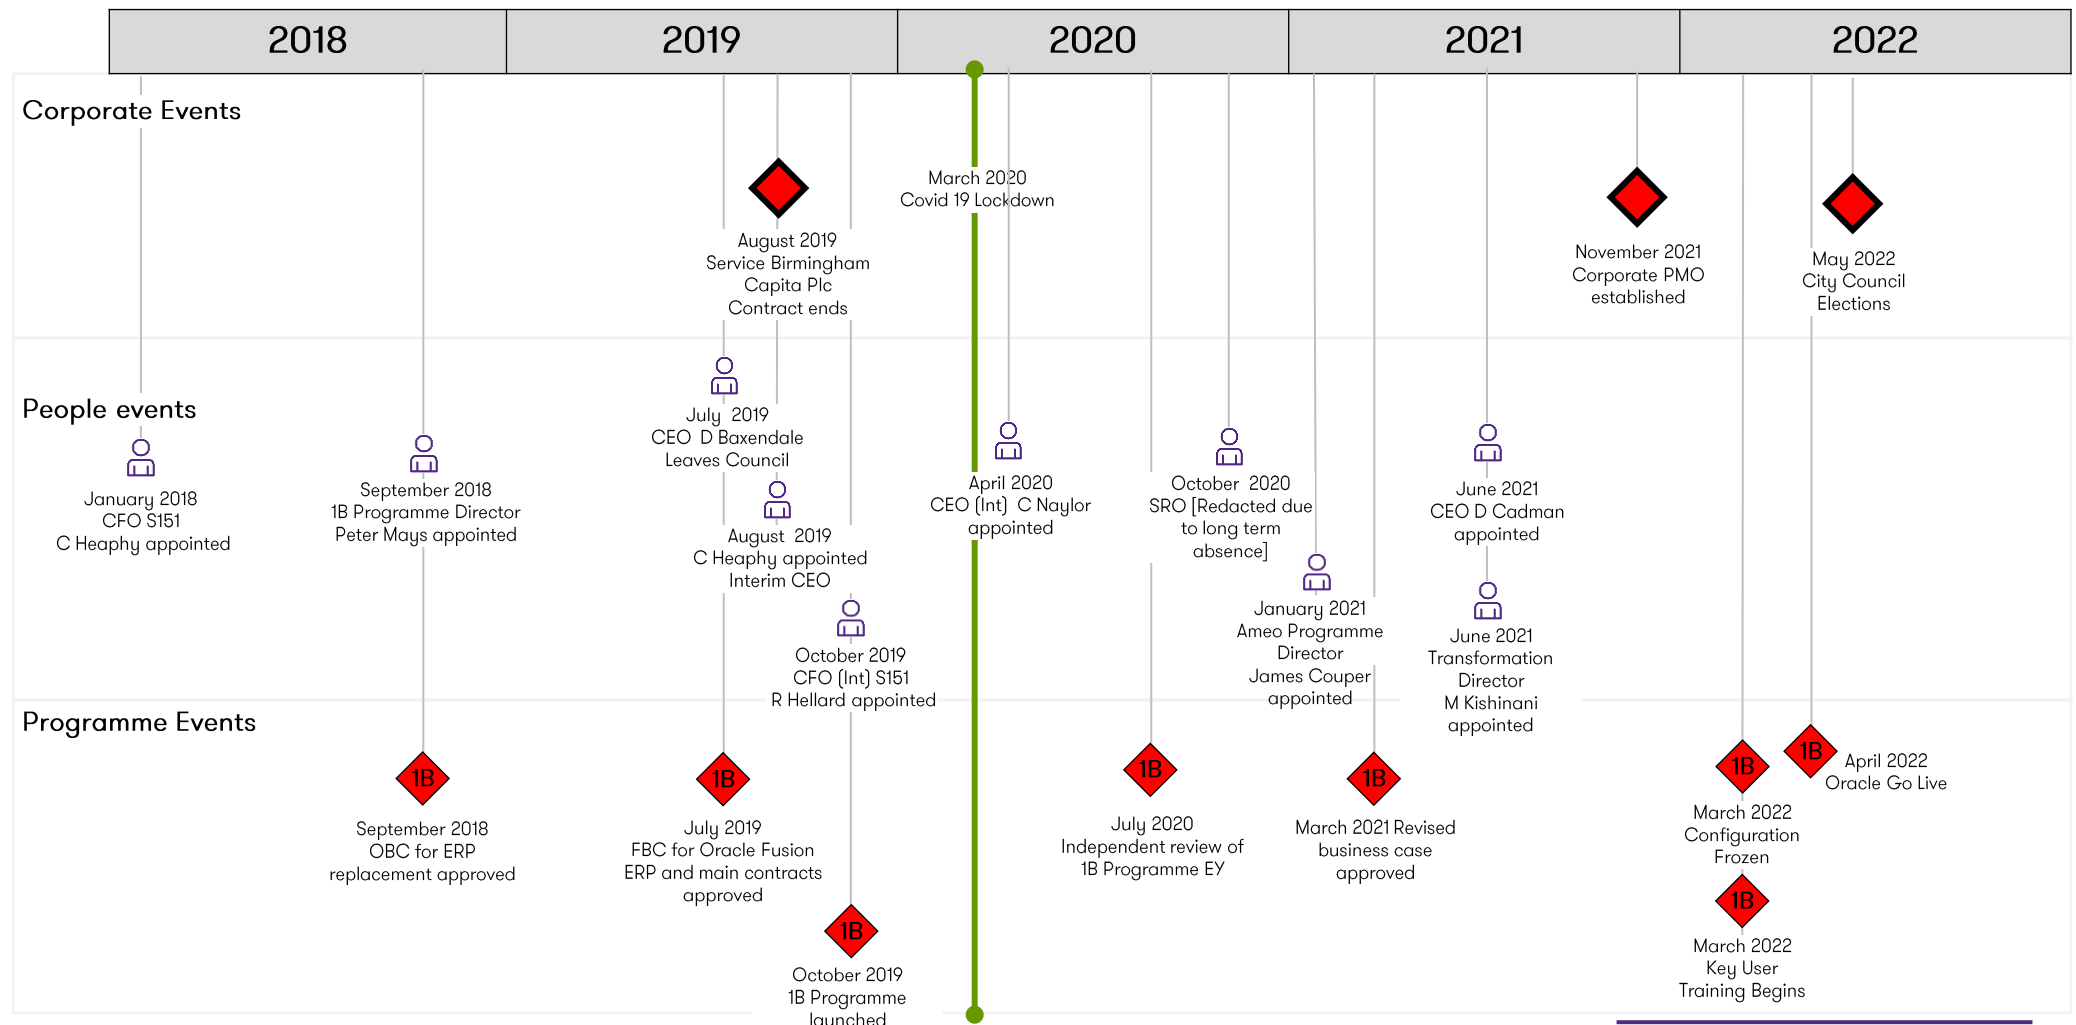 2018
2019
2020
2021
2022
Corporate Events
August 2019
Service Birmingham
Capita Plc
Contract ends
March 2020
Covid 19 Lockdown
November 2021
Corporate PMO
established
May 2022
City Council
Elections
People events
January 2018
CFO S151
C Heaphy appointed
September 2018
1B Programme Director
Peter Mays appointed
July 2019
CEO D Baxendale
Leaves Council
August 2019
C Heaphy appointed
Interim CEO
October 2019
CFO (Int) S151
R Hellard appointed
April 2020
CEO (Int) C Naylor
appointed
October 2020
SRO [Redacted due
to long term
absence]
January 2021
Ameo Programme
Director
James Couper
appointed
June 2021
CEO D Cadman
appointed
June 2021
Transformation
Director
M Kishinani
appointed
Programme Events
1B
September 2018
OBC for ERP
replacement approved
1B
July 2019
FBC for Oracle Fusion
ERP and main contracts
approved
1B
October 2019
1B Programme
launched
1B
July 2020
Independent review of
1B Programme EY
1B
March 2021 Revised
business case
approved
1B
March 2022
Configuration
Frozen
1B
March 2022
Key User
Training Begins
1B
April 2022
Oracle Go Live